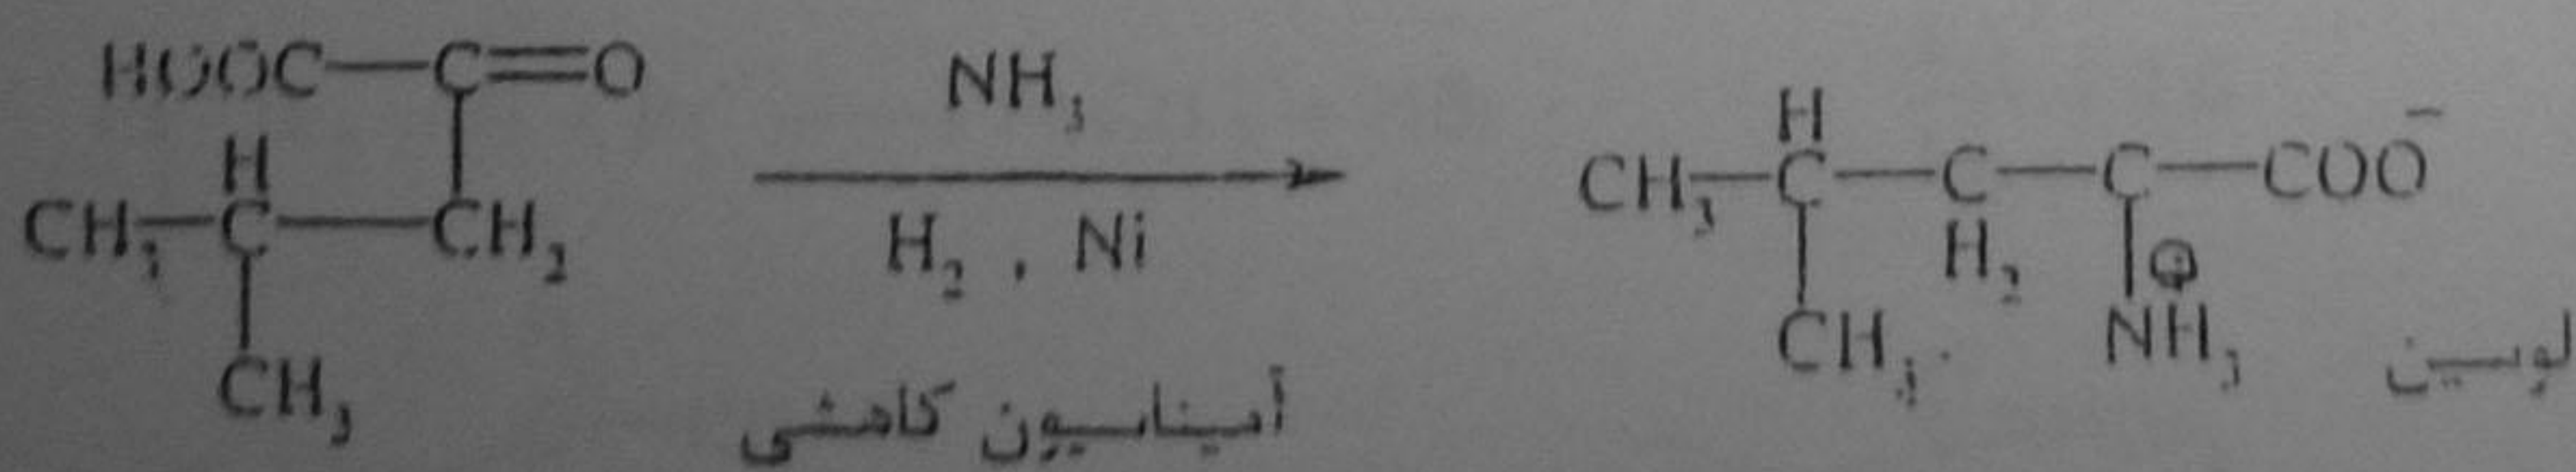 HOOC—C=O
H
CH₃—C—CH₂
CH₃
NH₃
H₂ , Ni
آمیناسیون کاهشی
H
CH₃—C—C—C—COO⁻
H₂ ⊕
CH₃ NH₃
لوسین